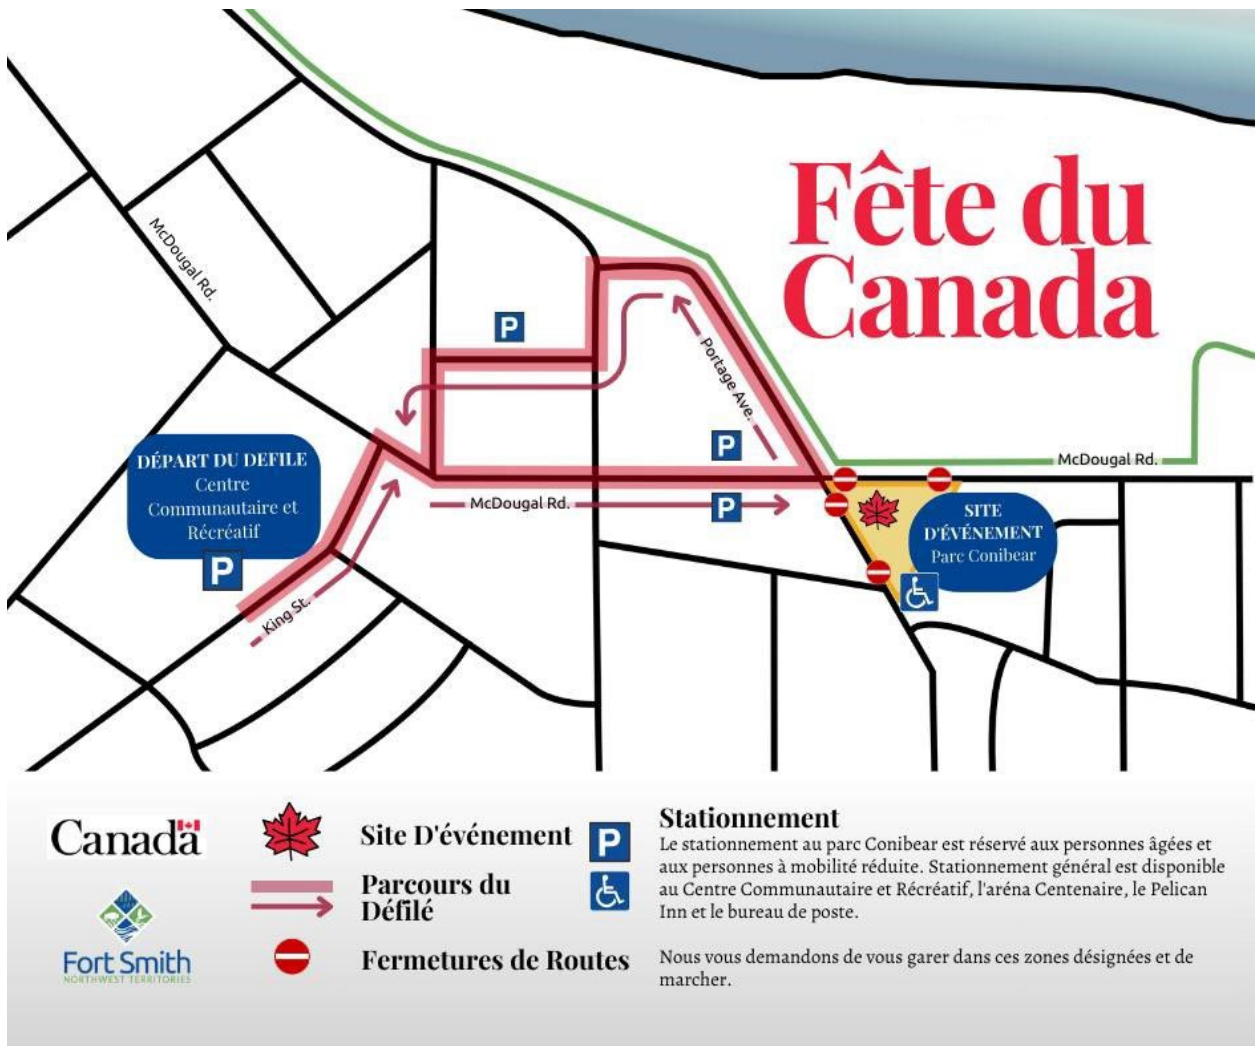 Fête du
Canada
McDougal Rd.
P
Portage Ave.
P
DÉPART DU DEFILE
Centre
Communautaire et
Récréatif
P
McDougal Rd.
McDougal Rd.
P
SITE
D'ÉVÉNEMENT
Parc Conibear
King St.
Canada
Fort Smith
NORTHWEST TERRITORIES
Site D'événement
Parcours du
Défilé
Fermetures de Routes
P
Stationnement
Le stationnement au parc Conibear est réservé aux personnes âgées et
aux personnes à mobilité réduite. Stationnement général est disponible
au Centre Communautaire et Récréatif, l'aréna Centenaire, le Pelican
Inn et le bureau de poste.
Nous vous demandons de vous garer dans ces zones désignées et de
marcher.